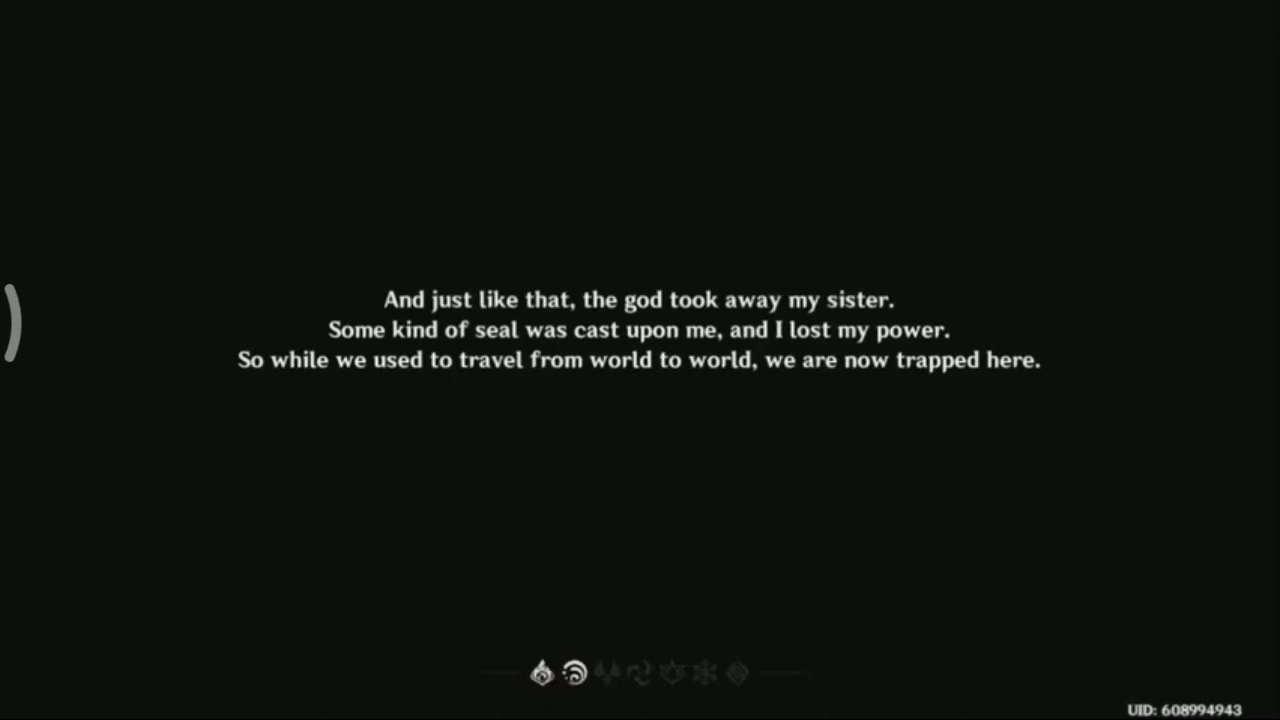 And just like that, the god took away my sister.
Some kind of seal was cast upon me, and I lost my power.
So while we used to travel from world to world, we are now trapped here.
UID: 608994943